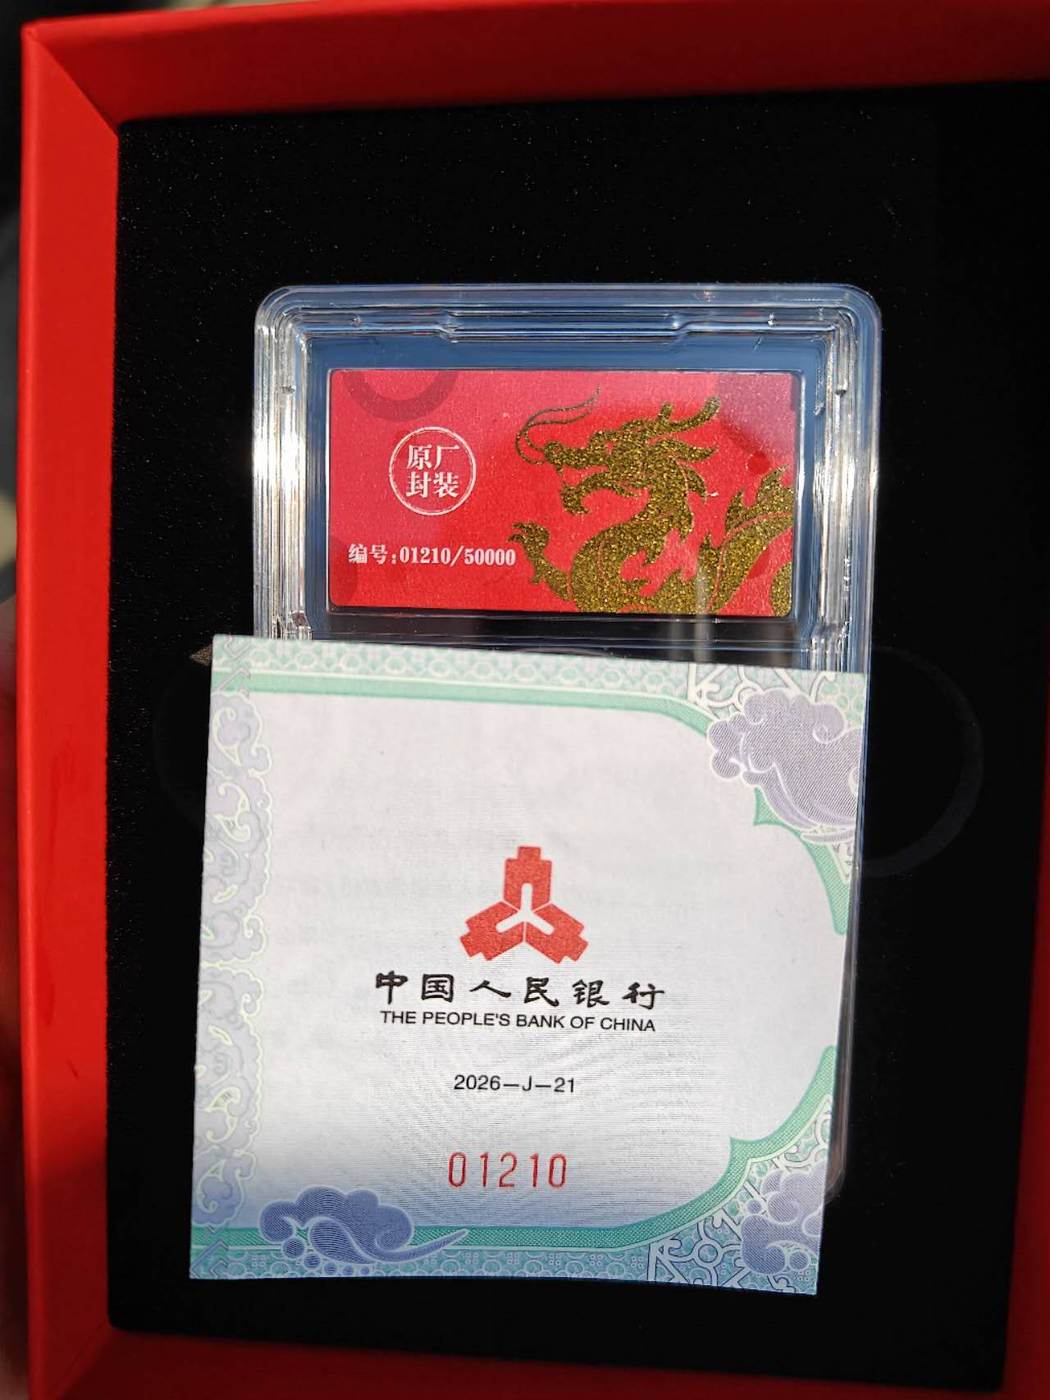 原厂
封装
编号:01210/50000
中国人民银行
THE PEOPLE'S BANK OF CHINA
2026—J—21
01210